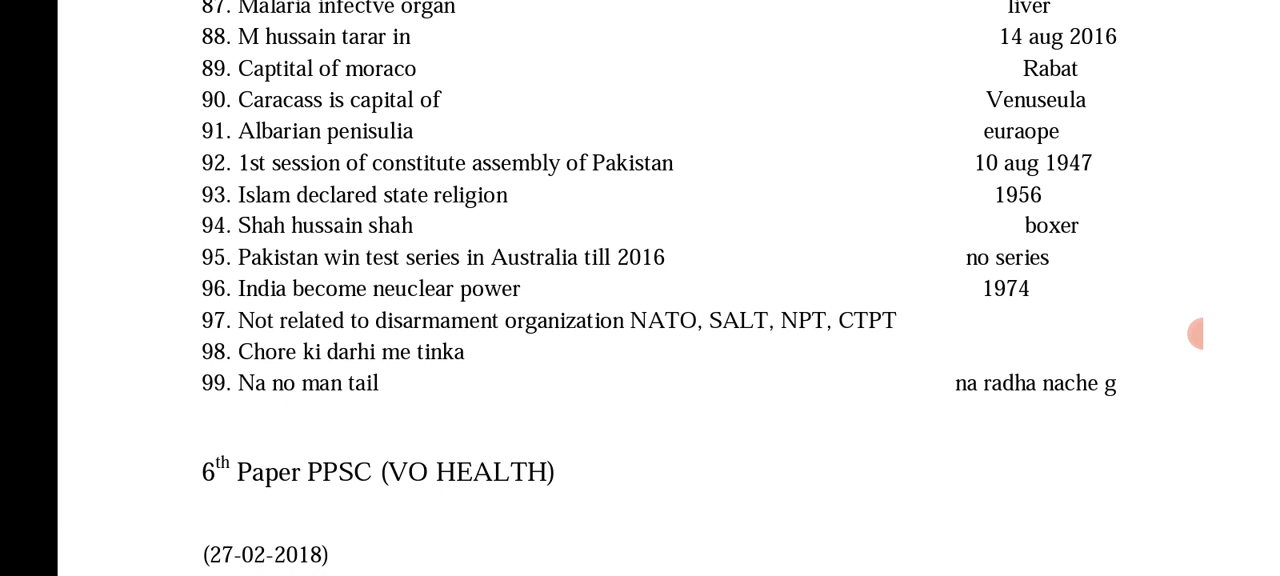 87. Malaria infectve organ liver
88. M hussain tarar in 14 aug 2016
89. Captital of moraco Rabat
90. Caracass is capital of Venuseula
91. Albarian penisulia euraope
92. 1st session of constitute assembly of Pakistan 10 aug 1947
93. Islam declared state religion 1956
94. Shah hussain shah boxer
95. Pakistan win test series in Australia till 2016 no series
96. India become neuclear power 1974
97. Not related to disarmament organization NATO, SALT, NPT, CTPT
98. Chore ki darhi me tinka
99. Na no man tail na radha nache g
6th Paper PPSC (VO HEALTH)
(27-02-2018)